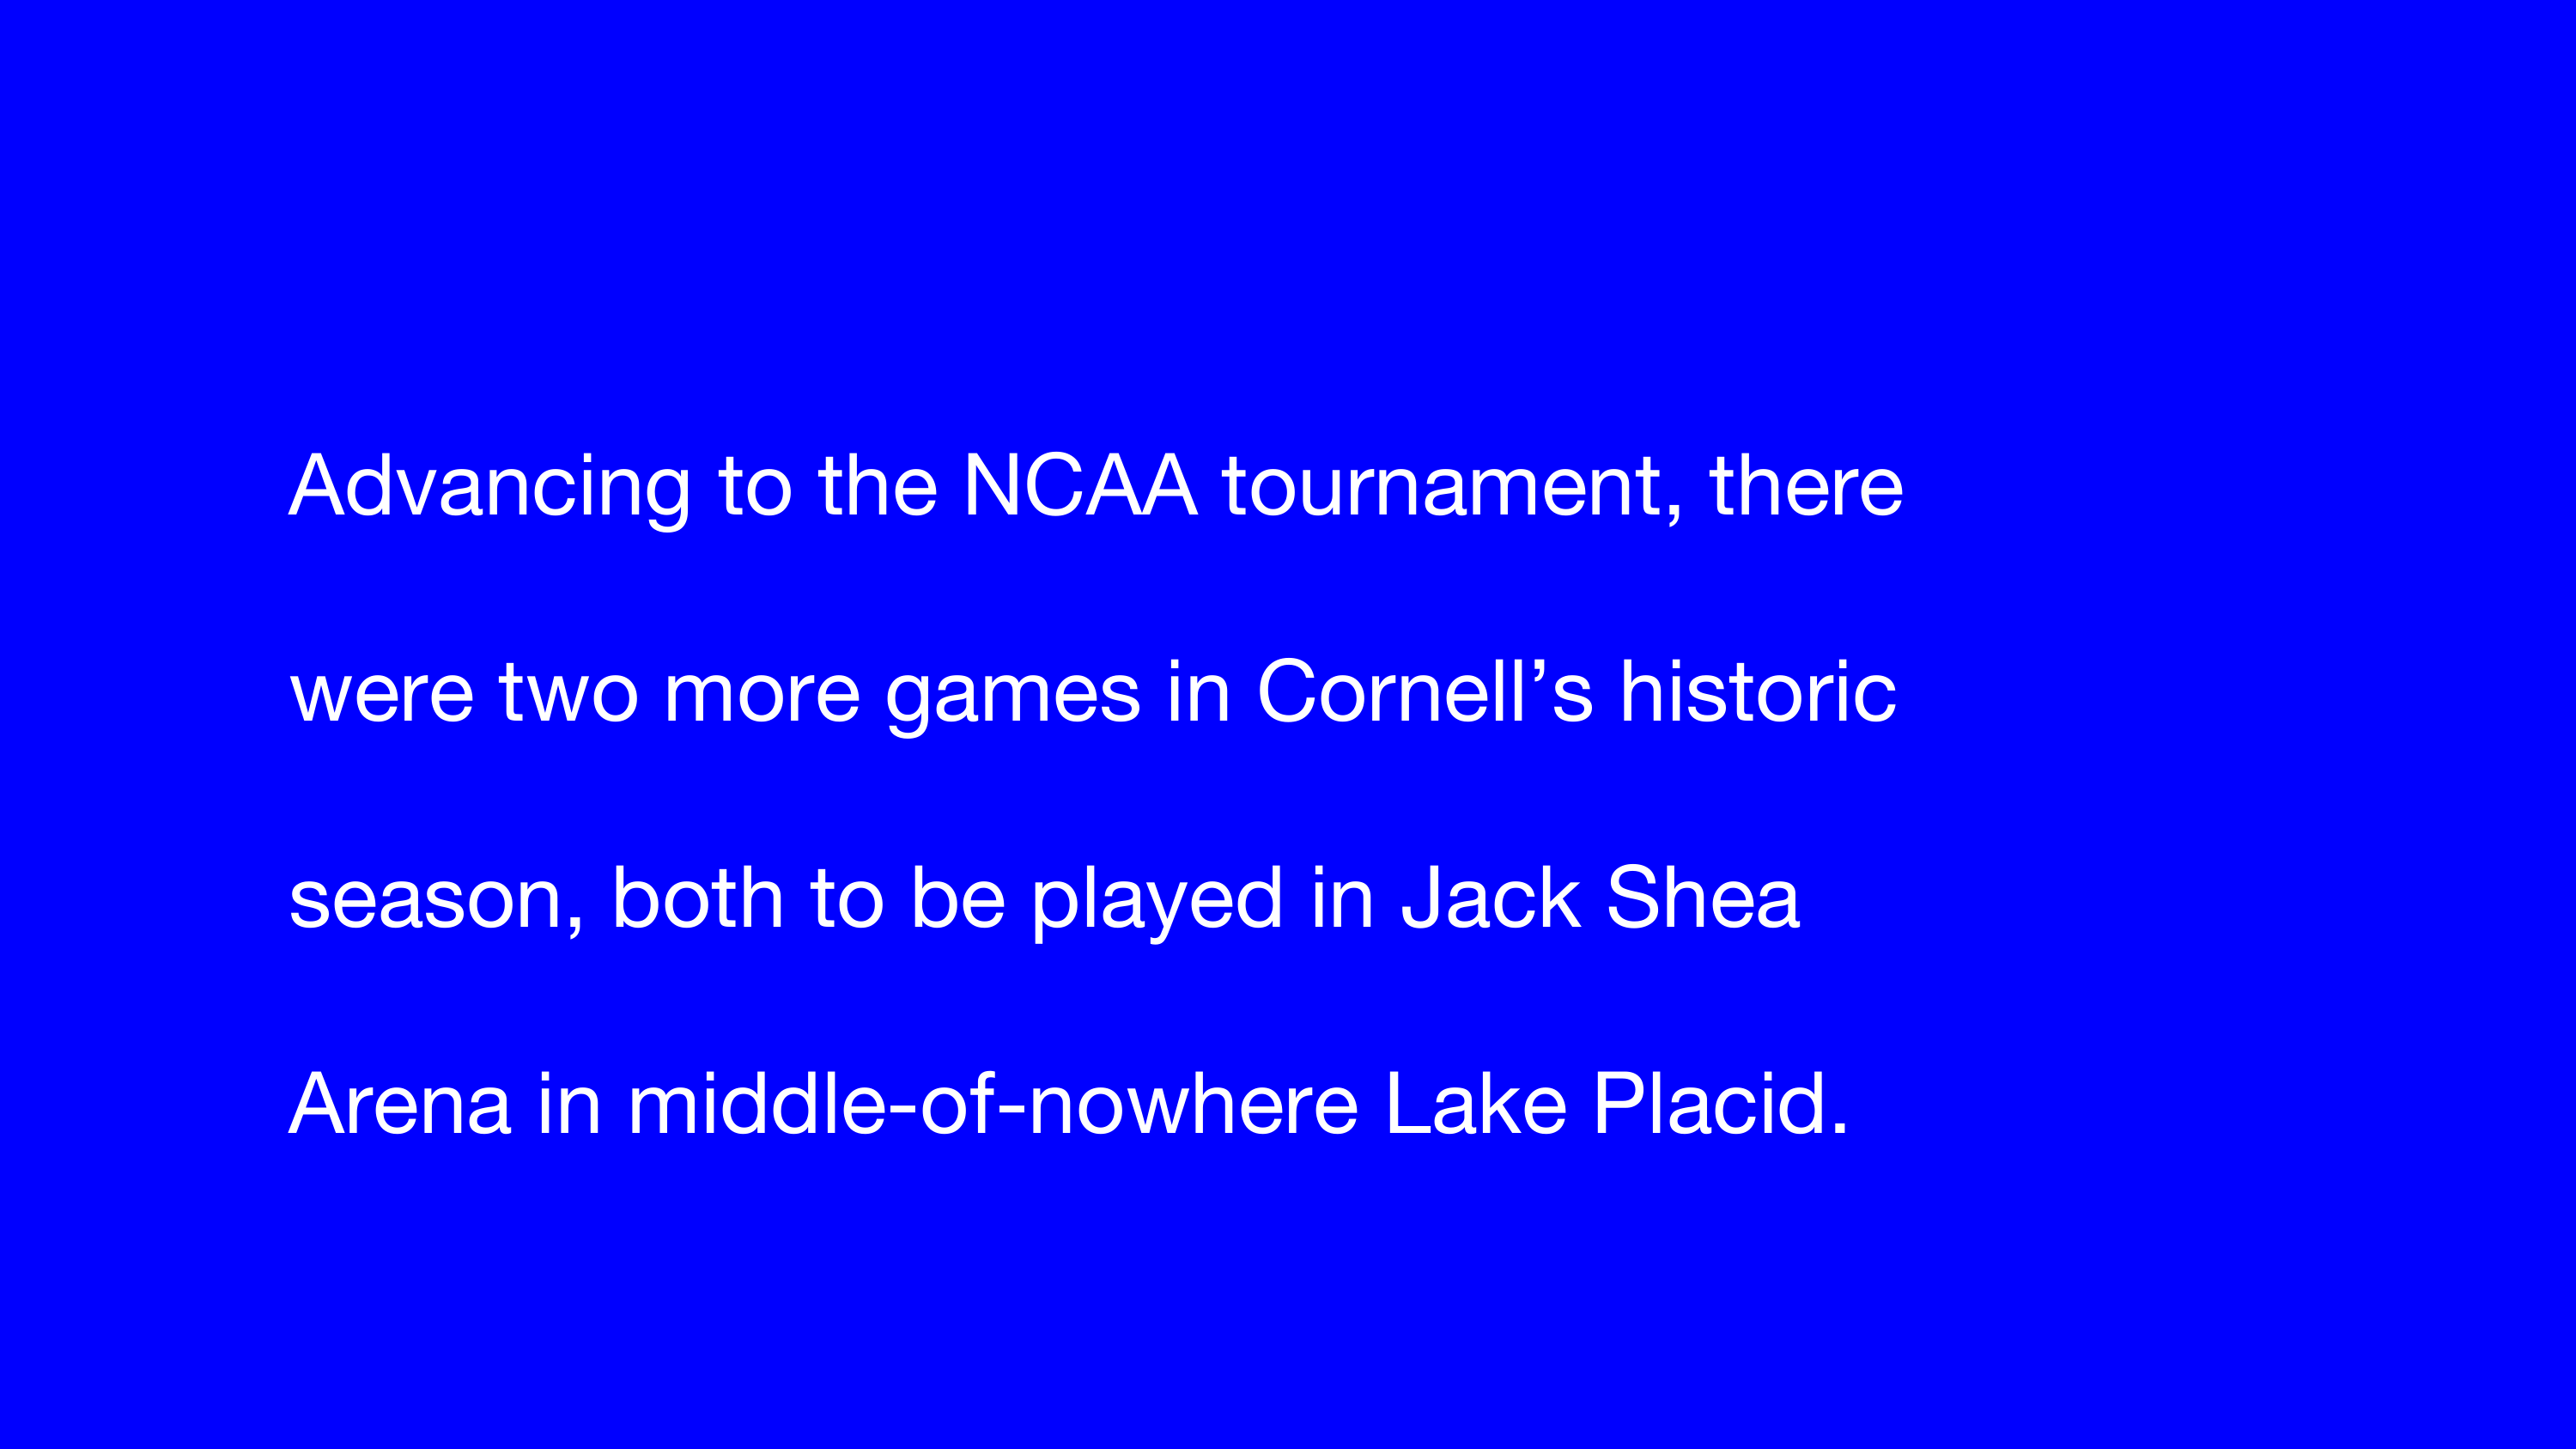 Advancing to the NCAA tournament, there
were two more games in Cornell’s historic
season, both to be played in Jack Shea
Arena in middle-of-nowhere Lake Placid.